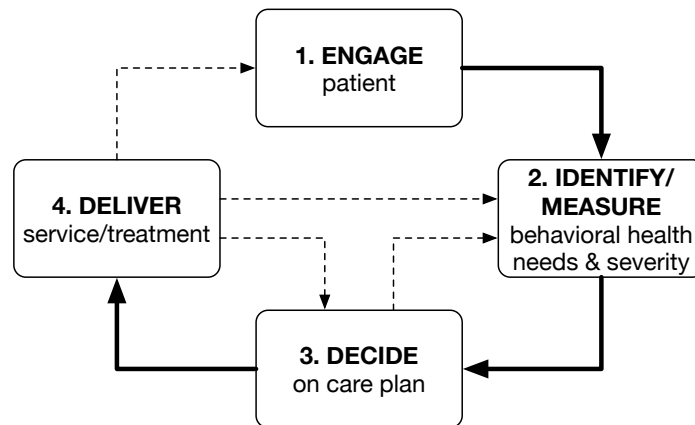 1. ENGAGE
patient
2. IDENTIFY/
MEASURE
behavioral health
needs & severity
3. DECIDE
on care plan
4. DELIVER
service/treatment